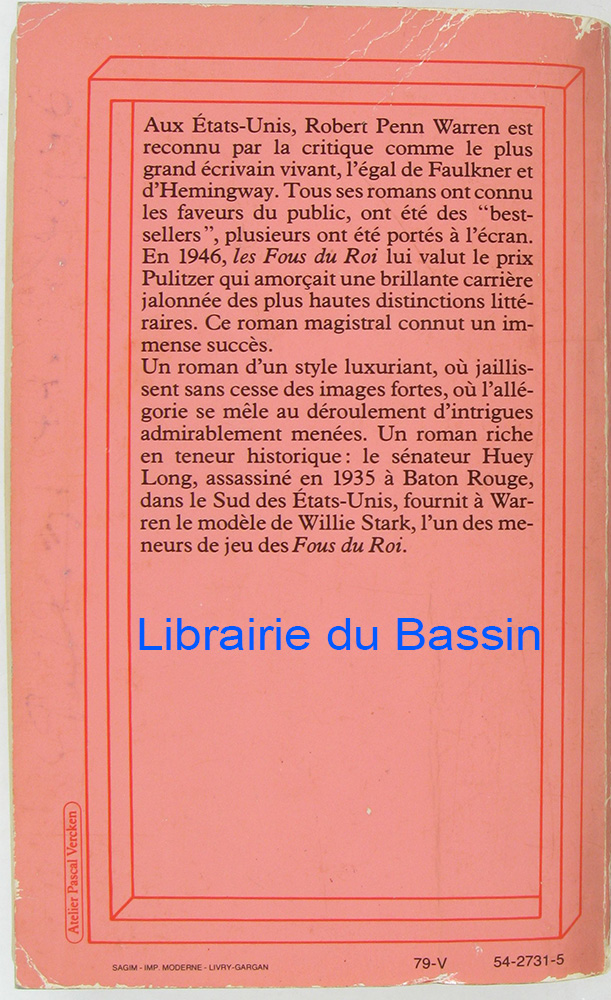 Aux États-Unis, Robert Penn Warren est
reconnu par la critique comme le plus
grand écrivain vivant, l'égal de Faulkner et
d'Hemingway. Tous ses romans ont connu
les faveurs du public, ont été des “best-
sellers”, plusieurs ont été portés à l'écran.
En 1946, les Fous du Roi lui valut le prix
Pulitzer qui amorçait une brillante carrière
jalonnée des plus hautes distinctions litté-
raires. Ce roman magistral connut un im-
mense succès.
Un roman d'un style luxuriant, où jaillis-
sent sans cesse des images fortes, où l'allé-
gorie se mêle au déroulement d'intrigues
admirablement menées. Un roman riche
en teneur historique : le sénateur Huey
Long, assassiné en 1935 à Baton Rouge,
dans le Sud des États-Unis, fournit à War-
ren le modèle de Willie Stark, l'un des me-
neurs de jeu des Fous du Roi.
Librairie du Bassin
Atelier Pascal Vercken
SAGIM - IMP. MODERNE - LIVRY-GARGAN
79-V
54-2731-5